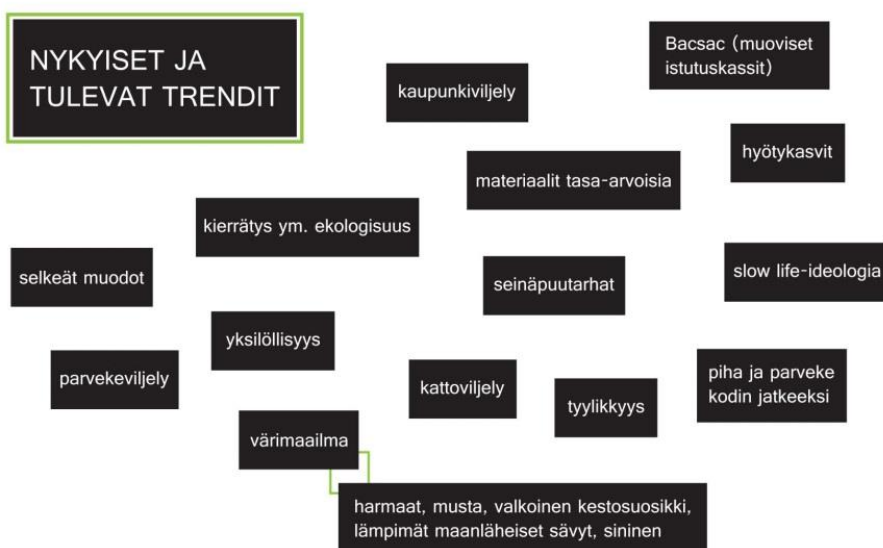 NYKYISET JA
TULEVAT TRENDIT
Bacsac (muoviset
istutuskassit)
kaupunkiviljely
hyötykasvit
materiaalit tasa-arvoisia
kierrätys ym. ekologisuus
selkeät muodot
seinäpuutarhat
slow life-ideologia
yksilöllisyys
parvekeviljely
kattoviljely
tyylikkyys
piha ja parveke
kodin jatkeeksi
värimaailma
harmaat, musta, valkoinen kestosuosikki,
lämpimät maanläheiset sävyt, sininen